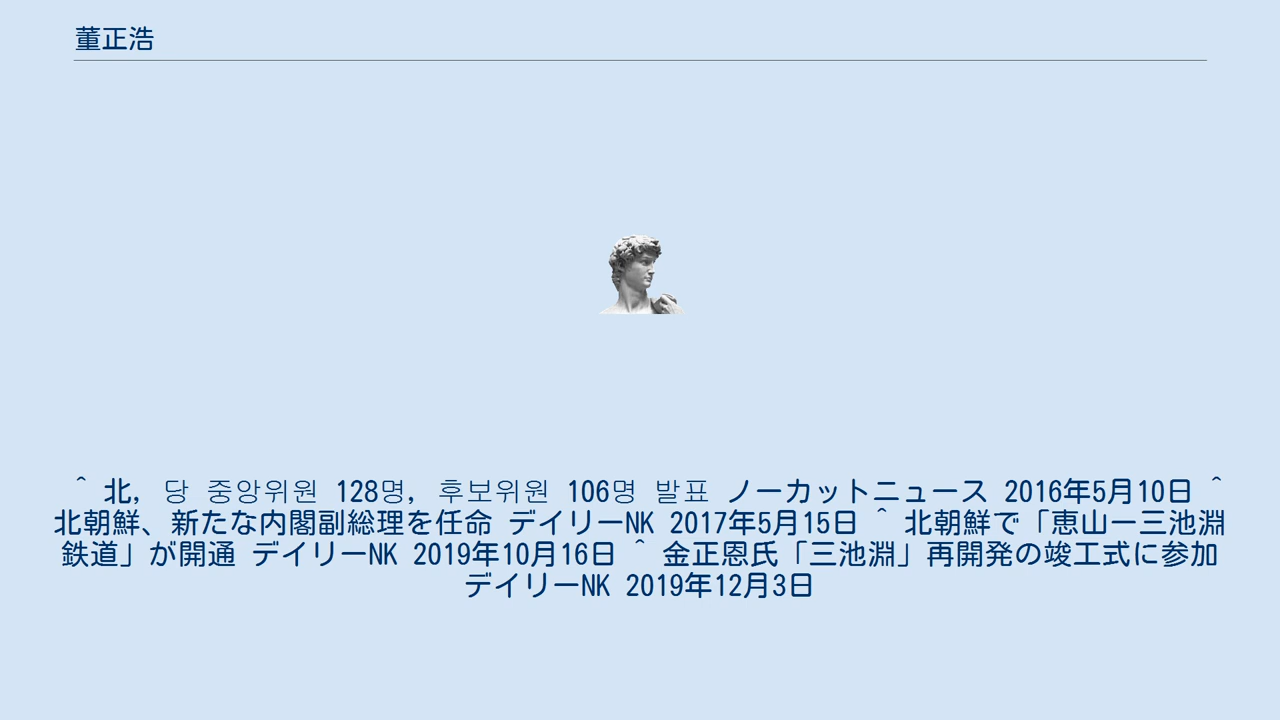 董正浩
＾ 北, 당 중앙위원 128명, 후보위원 106명 발표 ノーカットニュース 2016年5月10日 ＾
北朝鮮、新たな内閣副総理を任命 デイリーNK 2017年5月15日 ＾ 北朝鮮で「恵山ー三池淵
鉄道」が開通 デイリーNK 2019年10月16日 ＾ 金正恩氏「三池淵」再開発の竣工式に参加
デイリーNK 2019年12月3日